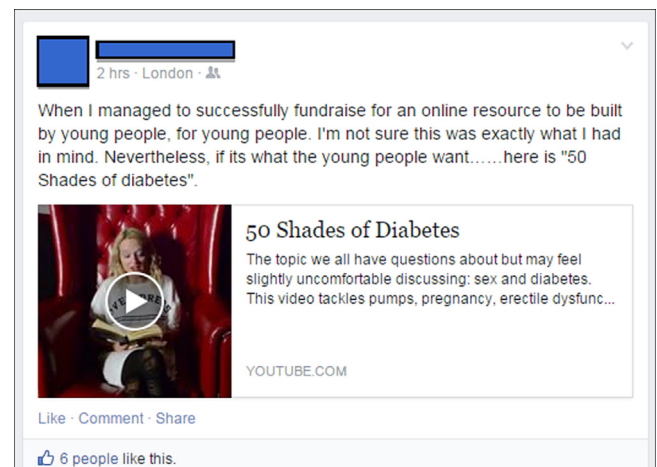 2 hrs · London ·
When I managed to successfully fundraise for an online resource to be built
by young people, for young people. I'm not sure this was exactly what I had
in mind. Nevertheless, if its what the young people want......here is "50
Shades of diabetes".
50 Shades of Diabetes
The topic we all have questions about but may feel
slightly uncomfortable discussing: sex and diabetes.
This video tackles pumps, pregnancy, erectile dysfunc...
YOUTUBE.COM
Like · Comment · Share
6 people like this.